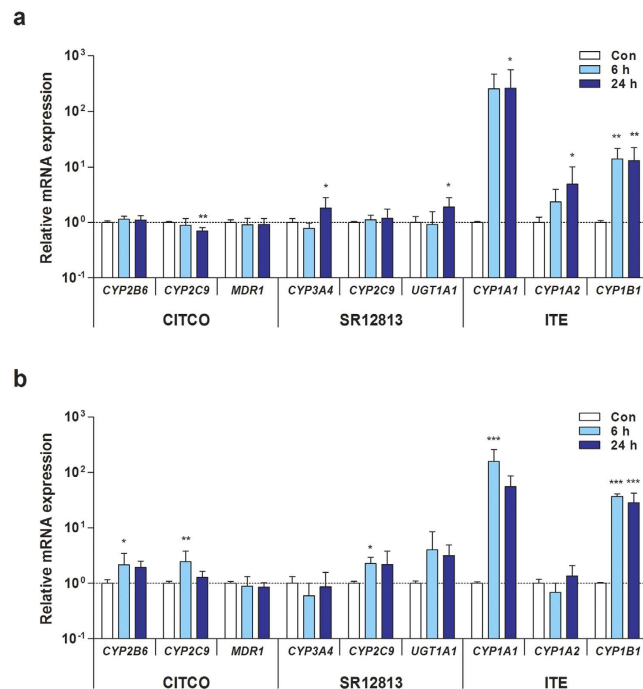 a
Relative mRNA expression
10³
10²
10¹
10⁰
10⁻¹
Con
6 h
24 h
*
**
*
*
*
*
** **
CYP2B6 CYP2C9 MDR1 CYP3A4 CYP2C9 UGT1A1 CYP1A1 CYP1A2 CYP1B1
CITCO SR12813 ITE
b
Relative mRNA expression
10³
10²
10¹
10⁰
10⁻¹
Con
6 h
24 h
* ** * *** *** ***
CYP2B6 CYP2C9 MDR1 CYP3A4 CYP2C9 UGT1A1 CYP1A1 CYP1A2 CYP1B1
CITCO SR12813 ITE